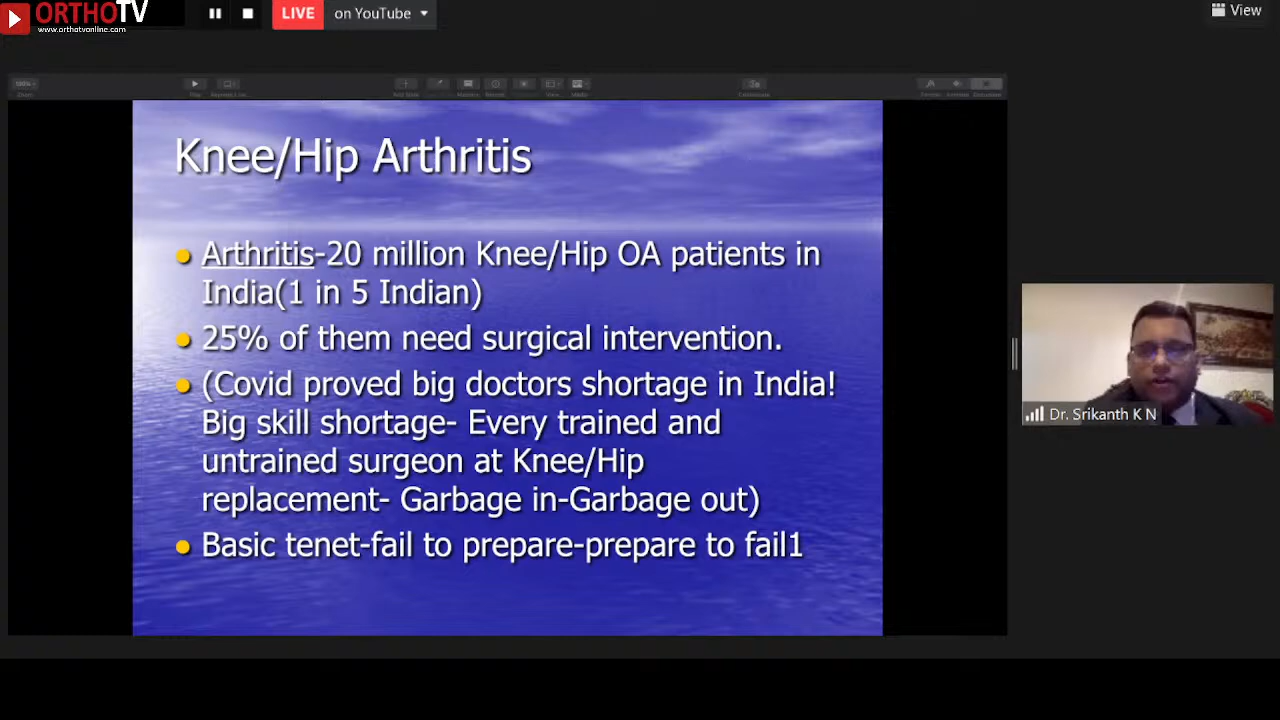 ORTHOTV
www.orthotvonline.com
LIVE
on YouTube
View
Knee/Hip Arthritis
Arthritis-20 million Knee/Hip OA patients in
India(1 in 5 Indian)
25% of them need surgical intervention.
(Covid proved big doctors shortage in India!
Big skill shortage- Every trained and
untrained surgeon at Knee/Hip
replacement- Garbage in-Garbage out)
Basic tenet-fail to prepare-prepare to fail1
Dr. Srikanth K N